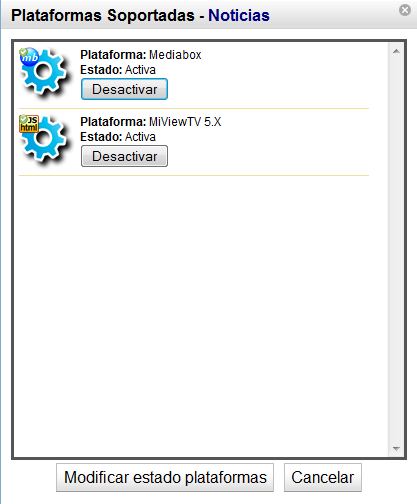 Plataformas Soportadas - Noticias
mb
Plataforma: Mediabox
Estado: Activa
Desactivar
JS
html
Plataforma: MiViewTV 5.X
Estado: Activa
Desactivar
Modificar estado plataformas
Cancelar